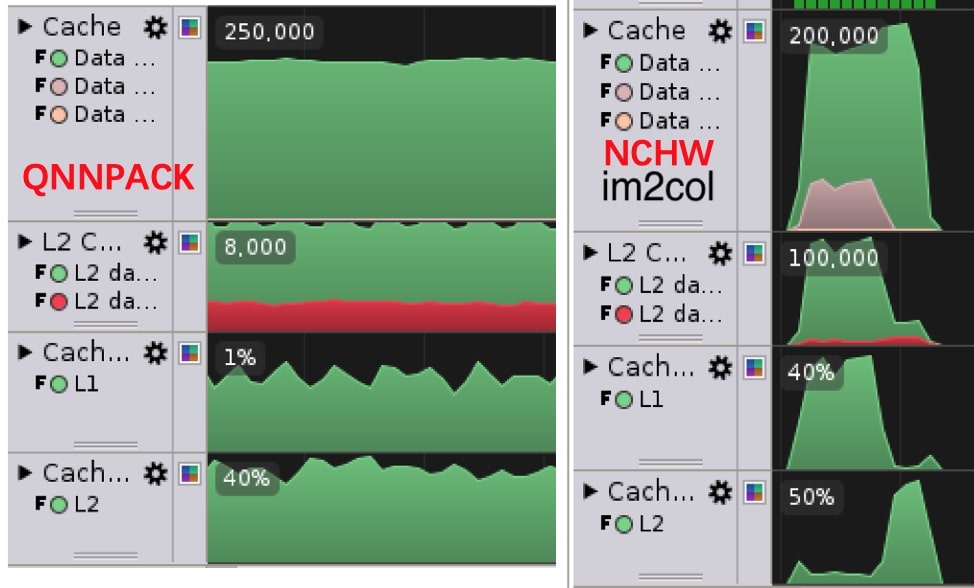 Cache
250,000
F Data ...
F Data ...
F Data ...
QNNPACK
L2 C...
8,000
F L2 da...
F L2 da...
Cach...
1%
F L1
Cach...
40%
F L2
Cache
200,000
F Data ...
F Data ...
F Data ...
NCHW
im2col
L2 C...
100,000
F L2 da...
F L2 da...
Cach...
40%
F L1
Cach...
50%
F L2